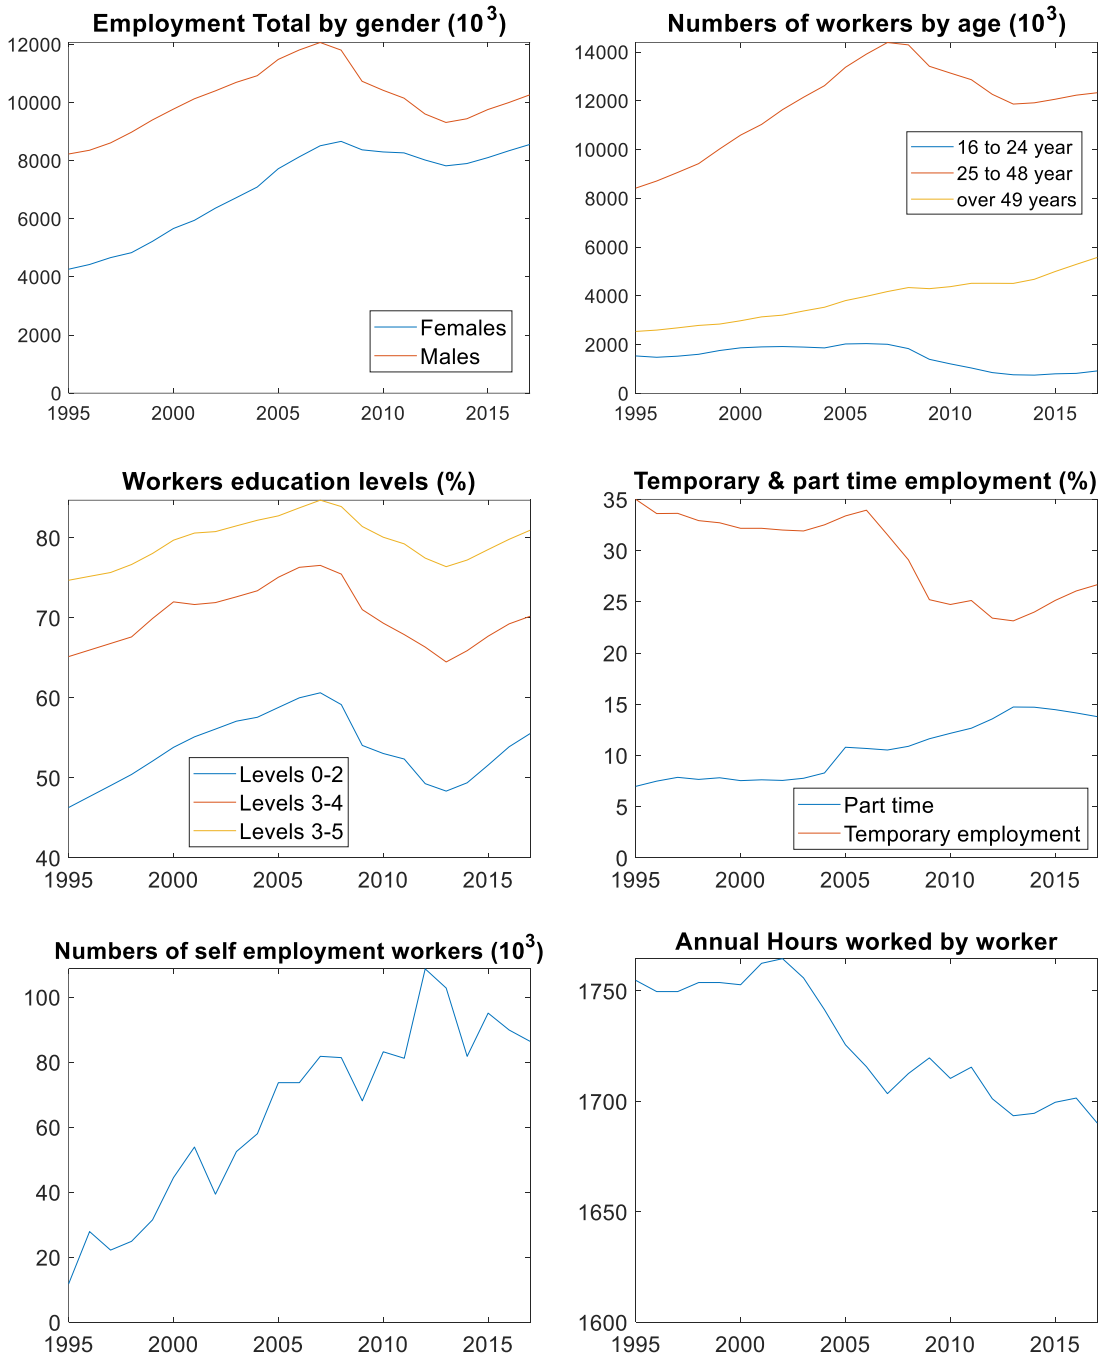 Employment Total by gender (10³)
12000
10000
8000
6000
4000
2000
0
Females
Males
1995 2000 2005 2010 2015
Numbers of workers by age (10³)
14000
12000
10000
8000
6000
4000
2000
0
16 to 24 year
25 to 48 year
over 49 years
1995 2000 2005 2010 2015
Workers education levels (%)
80
70
60
50
40
Levels 0-2
Levels 3-4
Levels 3-5
1995 2000 2005 2010 2015
Temporary & part time employment (%)
35
30
25
20
15
10
5
0
Part time
Temporary employment
1995 2000 2005 2010 2015
Numbers of self employment workers (10³)
100
80
60
40
20
0
1995 2000 2005 2010 2015
Annual Hours worked by worker
1750
1700
1650
1600
1995 2000 2005 2010 2015